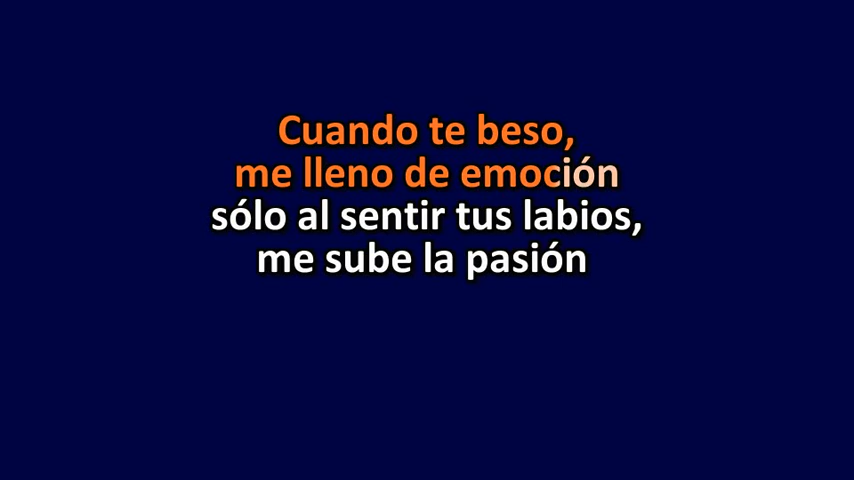 Cuando te beso,
me lleno de emoción
sólo al sentir tus labios,
me sube la pasión